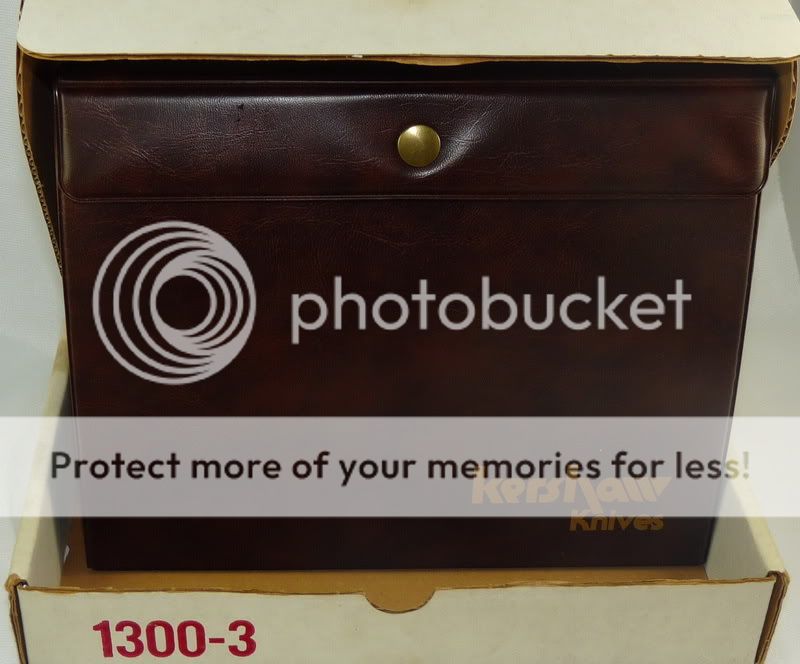 photobucket
Protect more of your memories for less!
Kershaw
Knives
1300-3